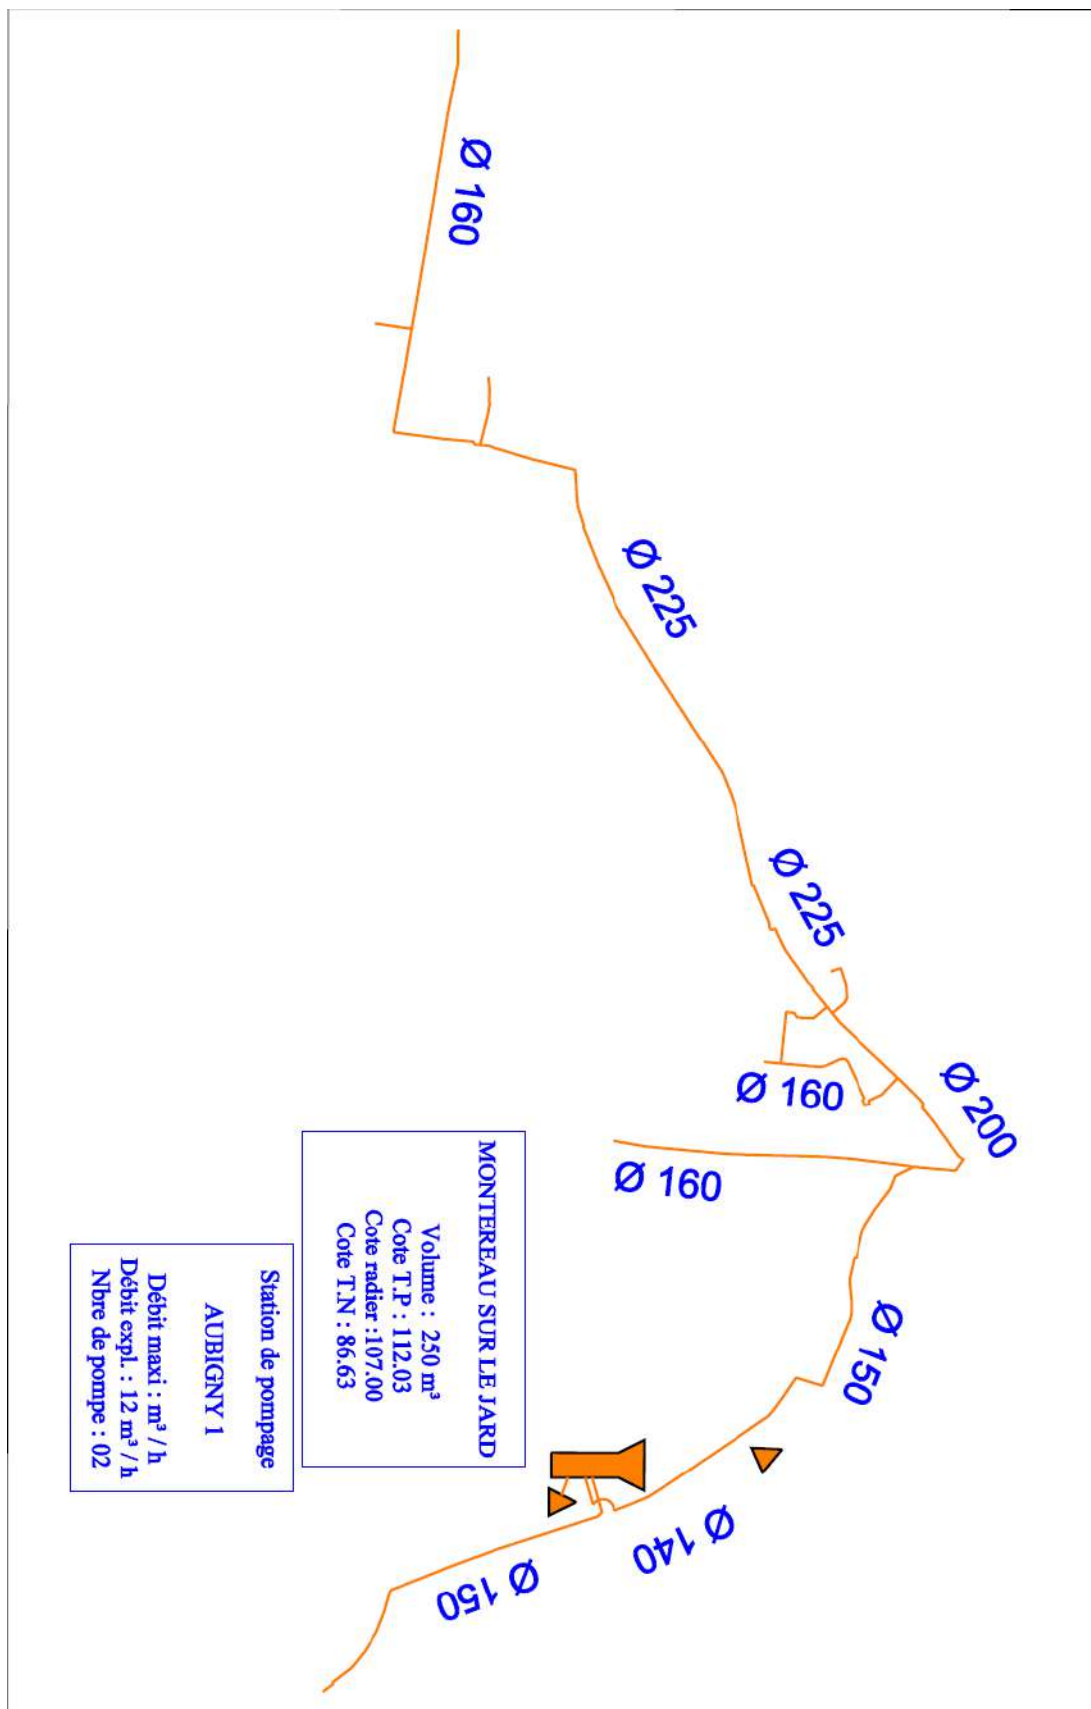 Ø 160
Ø 225
Ø 225
Ø 200
Ø 160
Ø 160
Ø 150
Ø 140
Ø 150
MONTEREAU SUR LE JARD
Volume : 250 m³
Cote T.P : 112.03
Cote radier :107.00
Cote T.N : 86.63
Station de pompage
AUBIGNY 1
Débit maxi : m³ / h
Débit expl. : 12 m³ / h
Nbre de pompe : 02